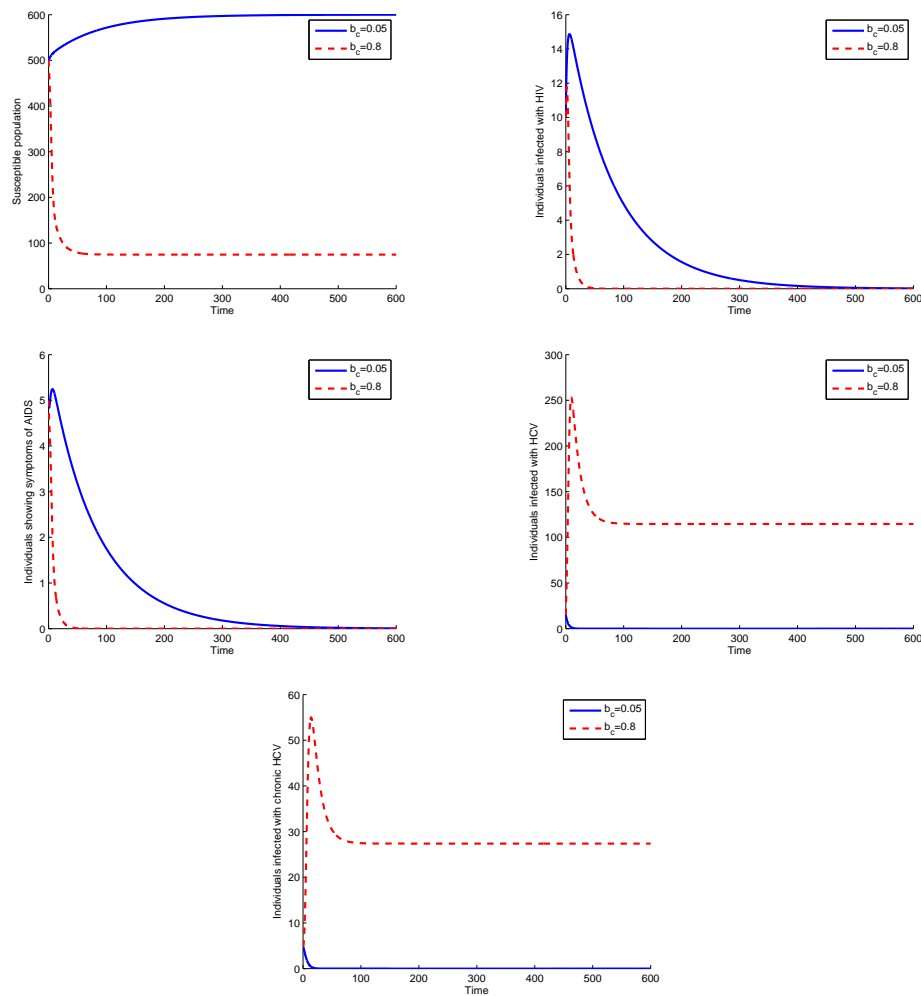 600
500
400
300
200
100
0
0 100 200 300 400 500 600
Time
Susceptible population
b_c=0.05
b_c=0.8
16
14
12
10
8
6
4
2
0
0 100 200 300 400 500 600
Time
Individuals infected with HIV
b_c=0.05
b_c=0.8
6
5
4
3
2
1
0
0 100 200 300 400 500 600
Time
Individuals showing symptoms of AIDS
b_c=0.05
b_c=0.8
300
250
200
150
100
50
0
0 100 200 300 400 500 600
Time
Individuals infected with HCV
b_c=0.05
b_c=0.8
60
50
40
30
20
10
0
0 100 200 300 400 500 600
Time
Individuals infected with chronic HCV
b_c=0.05
b_c=0.8